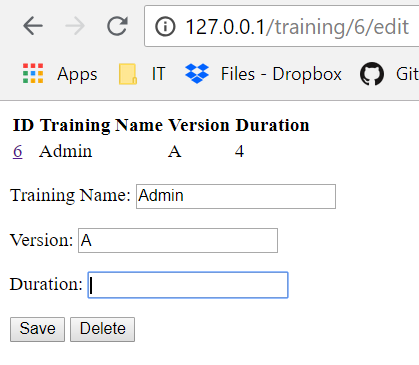 127.0.0.1/training/6/edit
Apps IT Files - Dropbox Git
ID Training Name Version Duration
6 Admin A 4
Training Name: Admin
Version: A
Duration:
Save Delete